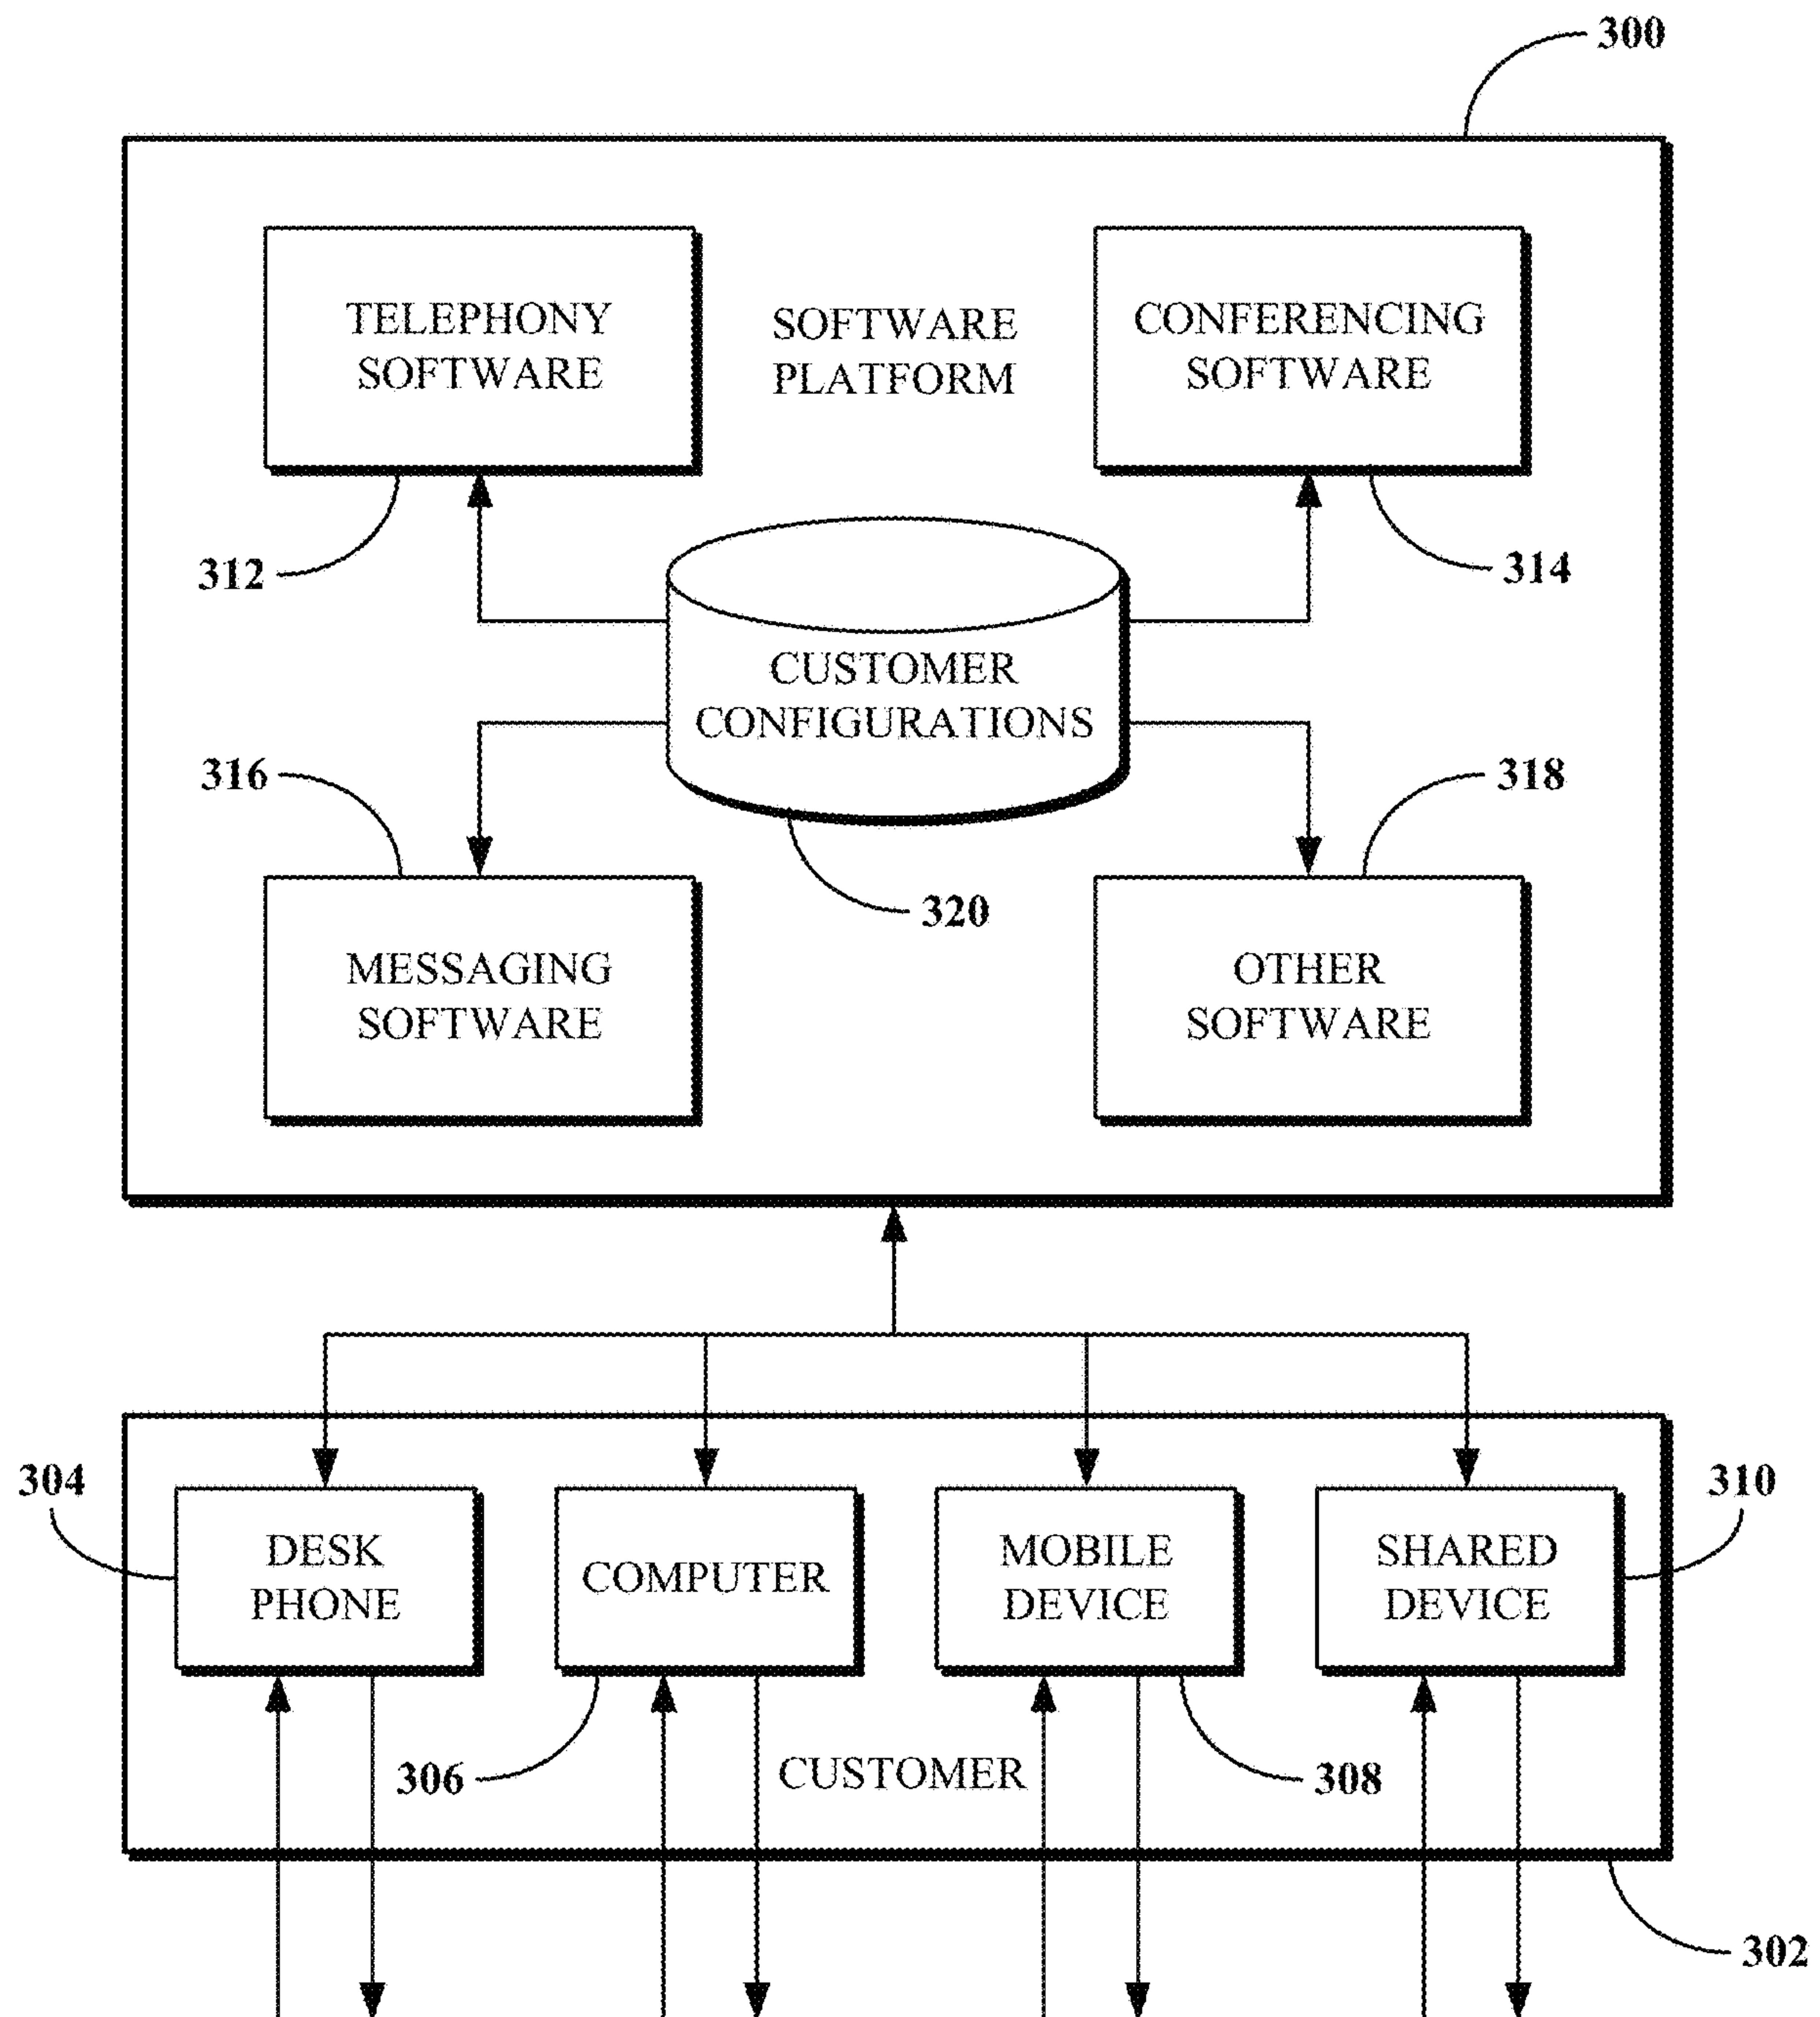 300
TELEPHONY
SOFTWARE
SOFTWARE
PLATFORM
CONFERENCING
SOFTWARE
312
314
CUSTOMER
CONFIGURATIONS
316
318
320
MESSAGING
SOFTWARE
OTHER
SOFTWARE
304
310
DESK
PHONE
COMPUTER
MOBILE
DEVICE
SHARED
DEVICE
306
CUSTOMER
308
302